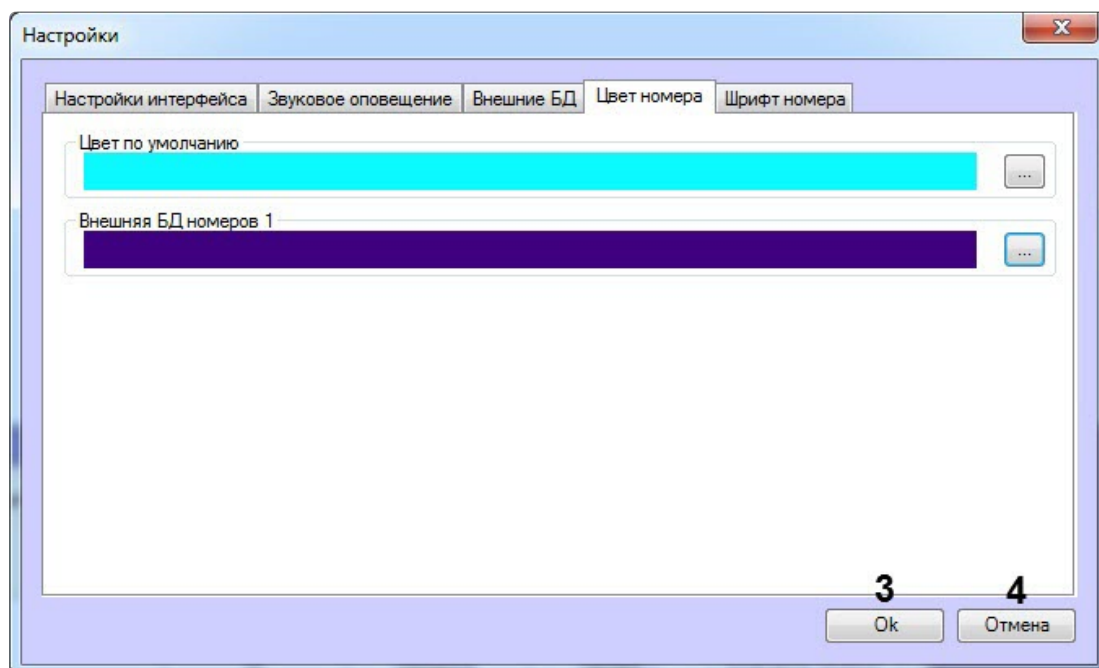 Настройки
Настройки интерфейса Звуковое оповещение Внешние БД Цвет номера Шрифт номера
Цвет по умолчанию
...
Внешняя БД номеров 1
...
3 4
Ok Отмена